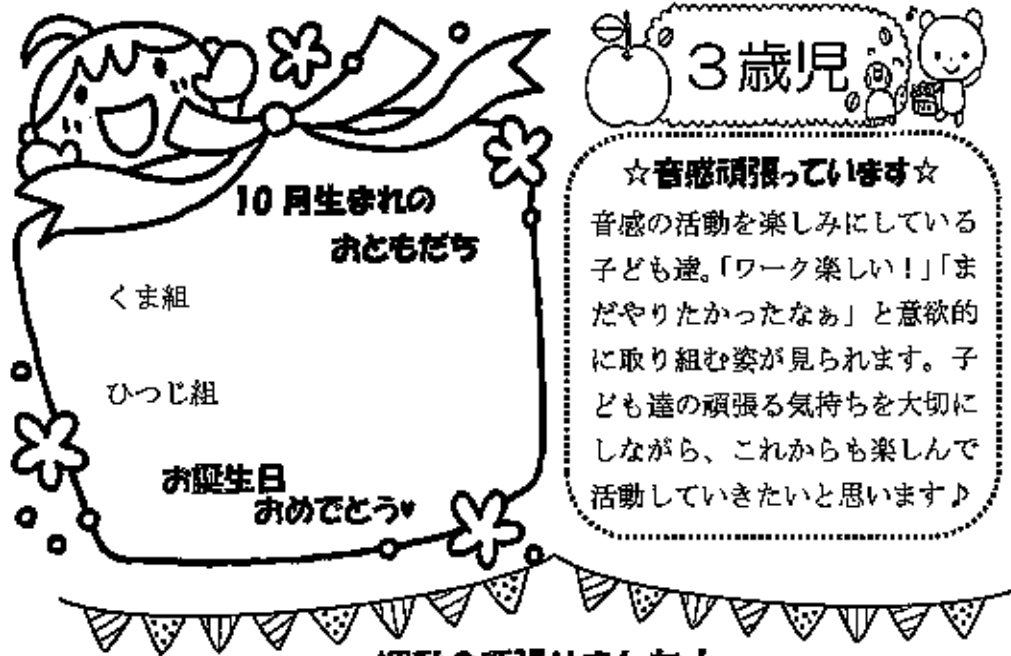 10月生まれの
おともだち
くま組
ひつじ組
お誕生日
おめでとう♥
3歳児
☆音感頑張っています☆
音感の活動を楽しみにしている
子ども達。「ワーク楽しい！」「ま
だやりたかったなぁ」と意欲的
に取り組む姿が見られます。子
ども達の頑張る気持ちを大切に
しながら、これからも楽しんで
活動していきたいと思います♪